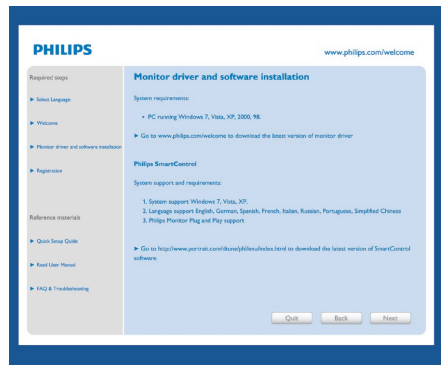 PHILIPS
www.philips.com/welcome
Required steps
Select Language
Welcome
Monitor driver and software installation
Registration
Reference materials
Quick Setup Guide
Read User Manual
FAQ & Troubleshooting
Monitor driver and software installation
System requirements:
• PC running Windows 7, Vista, XP, 2000, 98.
Go to www.philips.com/welcome to download the latest version of monitor driver
Philips SmartControl
System support and requirements:
1. System support Windows 7, Vista, XP.
2. Language support English, German, Spanish, French, Italian, Russian, Portuguese, Simplified Chinese
3. Philips Monitor Plug and Play support
Go to http://www.portrait.com/dtune/phileu/index.html to download the latest version of SmartControl
software.
Quit
Back
Next